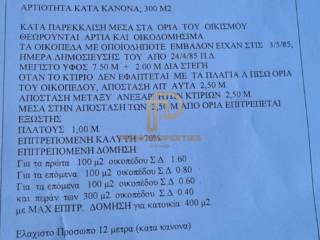 ΑΡΤΙΟΤΗΤΑ ΚΑΤΑ ΚΑΝΟΝΑ; 300 Μ2
ΚΑΤΑ ΠΑΡΕΚΚΛΙΣΗ ΜΕΣΑ ΣΤΑ ΟΡΙΑ ΤΟΥ ΟΙΚΙΣΜΟΥ
ΘΕΩΡΟΥΝΤΑΙ ΑΡΤΙΑ ΚΑΙ ΟΙΚΟΔΟΜΗΣΙΜΑ
ΤΑ ΟΙΚΟΠΕΔΑ ΜΕ ΟΠΟΙΟΔΗΠΟΤΕ ΕΜΒΑΔΟΝ ΕΙΧΑΝ ΣΤΙΣ 3/5/85,
ΗΜΕΡΑ ΔΗΜΟΣΙΕΥΣΗΣ ΤΟΥ ΑΠΟ 24/4/85 Π.Δ.
ΜΕΓΙΣΤΟ ΥΨΟΣ 7.50 Μ + 2.00 Μ ΔΙΑ ΣΤΕΓΗ
ΟΤΑΝ ΤΟ ΚΤΙΡΙΟ ΔΕΝ ΕΦΑΠΤΕΤΑΙ ΜΕ ΤΑ ΠΛΑΓΙΑ Λ ΠΙΣΩ ΟΡΙΑ
ΤΟΥ ΟΙΚΟΠΕΔΟΥ, ΑΠΟΣΤΑΣΗ ΑΠ ΑΥΤΑ 2,50 Μ.
ΑΠΟΣΤΑΣΗ ΜΕΤΑΞΥ ΑΝΕΞΑΡΤΗΤΩΝ ΚΤΙΡΙΩΝ 2,50 Μ.
ΜΕΣΑ ΣΤΗΝ ΑΠΟΣΤΑΣΗ ΤΩΝ 2,50 Μ ΑΠΟ ΟΡΙΑ ΕΠΙΤΡΕΠΕΤΑΙ
ΕΞΩΣΤΗΣ
ΠΛΑΤΟΥΣ 1,00 Μ
ΕΠΙΤΡΕΠΟΜΕΝΗ ΚΑΛΥΨΗ 70%
ΕΠΙΤΡΕΠΟΜΕΝΗ ΔΟΜΗΣΗ:
Για τα πρώτα 100 μ2 οικοπέδου Σ.Δ 1.60
Για τα επόμενα 100 μ2 οικοπέδου Σ.Δ 0.80
Για τα επόμενα 100 μ2 οικοπέδου Σ.Δ 0.60
και πέραν των 300 μ2 οικοπέδου Σ.Δ 0.40
με ΜΑΧ ΕΠΙΤΡ. ΔΟΜΗΣΗ για κατοικία 400 μ2.
Ελαχιστο Προσωπο 12 μετρα (κατα κανονα)